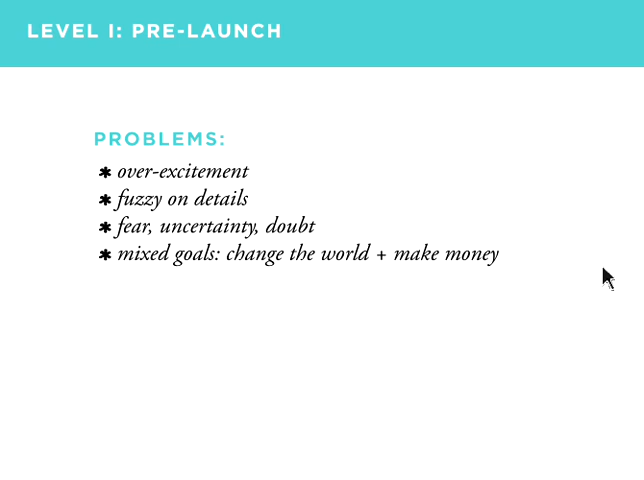 LEVEL I: PRE-LAUNCH
PROBLEMS:
* over-excitement
* fuzzy on details
* fear, uncertainty, doubt
* mixed goals: change the world + make money